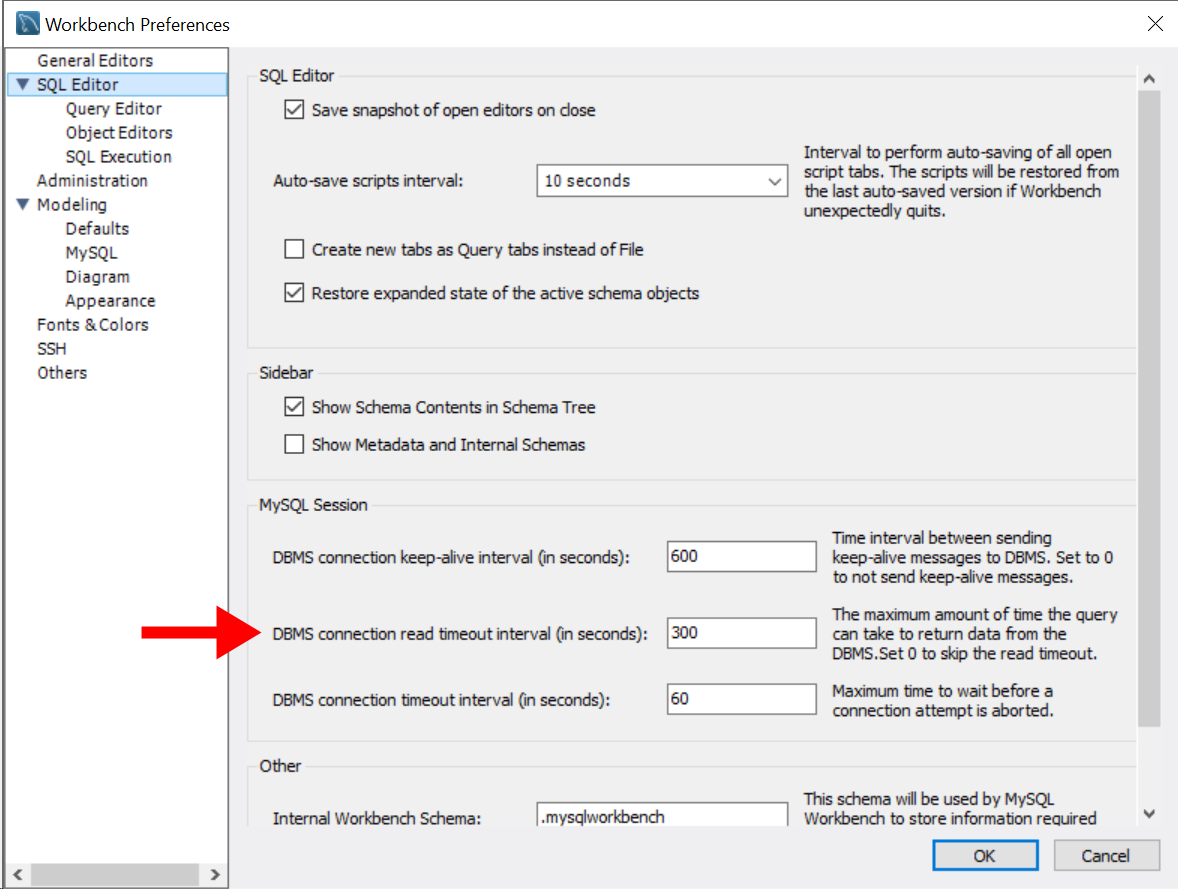 Workbench Preferences
General Editors
SQL Editor
Query Editor
Object Editors
SQL Execution
Administration
Modeling
Defaults
MySQL
Diagram
Appearance
Fonts & Colors
SSH
Others
SQL Editor
Save snapshot of open editors on close
Auto-save scripts interval:
10 seconds
Interval to perform auto-saving of all open
script tabs. The scripts will be restored from
the last auto-saved version if Workbench
unexpectedly quits.
Create new tabs as Query tabs instead of File
Restore expanded state of the active schema objects
Sidebar
Show Schema Contents in Schema Tree
Show Metadata and Internal Schemas
MySQL Session
DBMS connection keep-alive interval (in seconds):
600
Time interval between sending
keep-alive messages to DBMS. Set to 0
to not send keep-alive messages.
DBMS connection read timeout interval (in seconds):
300
The maximum amount of time the query
can take to return data from the
DBMS.Set 0 to skip the read timeout.
DBMS connection timeout interval (in seconds):
60
Maximum time to wait before a
connection attempt is aborted.
Other
Internal Workbench Schema:
.mysqlworkbench
This schema will be used by MySQL
Workbench to store information required
OK
Cancel